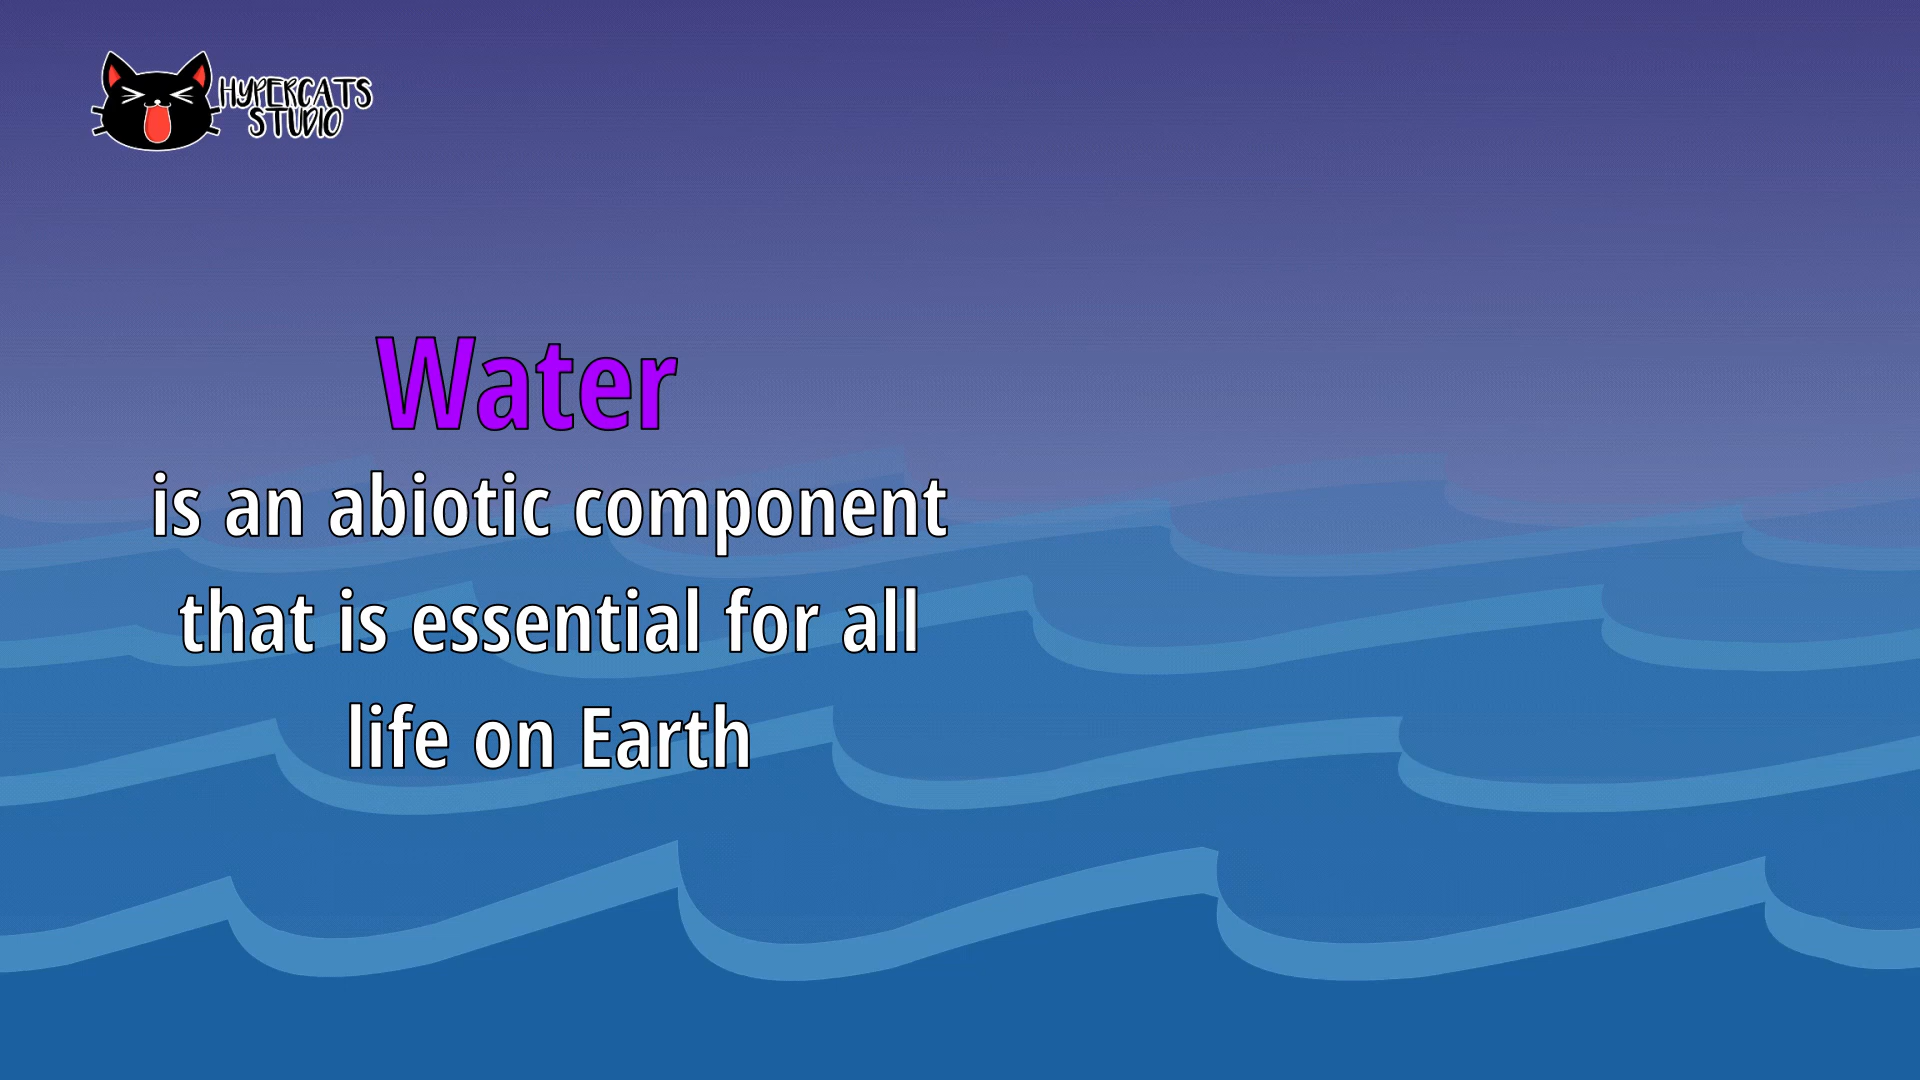 HYPERCATS
STUDIO
Water
is an abiotic component
that is essential for all
life on Earth